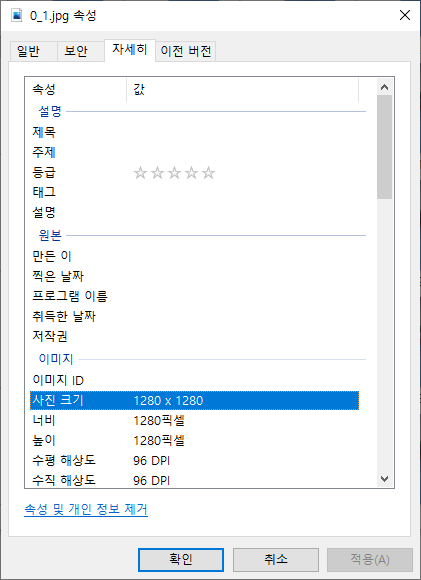 0_1.jpg 속성
일반 보안 자세히 이전 버전
속성 값
설명
제목
주제
등급
태그
설명
원본
만든 이
찍은 날짜
프로그램 이름
취득한 날짜
저작권
이미지
이미지 ID
사진 크기 1280 x 1280
너비 1280픽셀
높이 1280픽셀
수평 해상도 96 DPI
수직 해상도 96 DPI
속성 및 개인 정보 제거
확인 취소 적용(A)